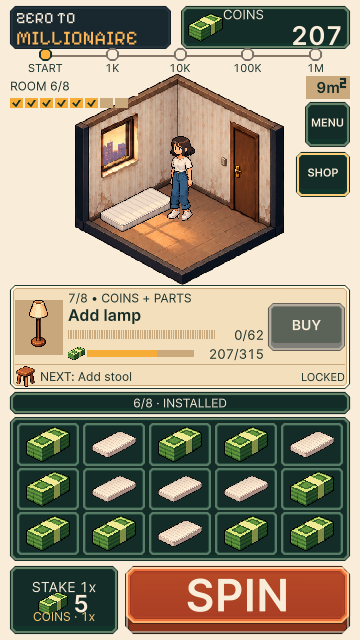 ZERO TO
MILLIONAIRE
COINS
207
START 1K 10K 100K 1M
ROOM 6/8
9m²
MENU
SHOP
7/8 • COINS + PARTS
Add lamp
0/62
207/315
BUY
NEXT: Add stool
LOCKED
6/8 · INSTALLED
STAKE 1x
5
COINS · 1x
SPIN